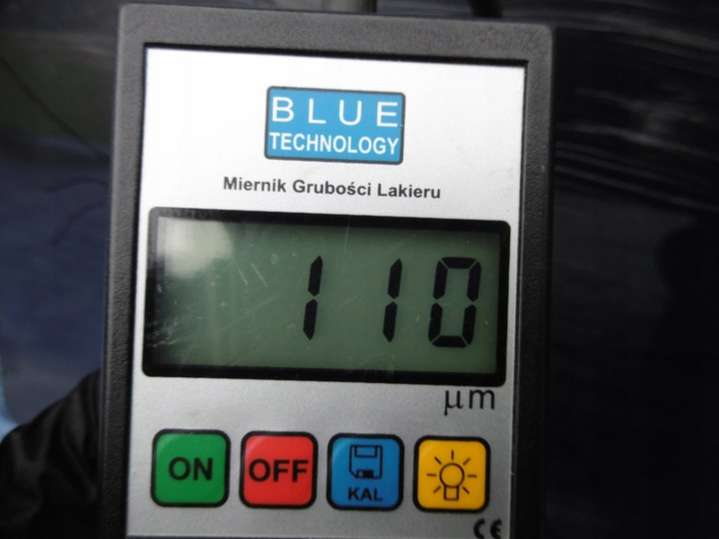 BLUE
TECHNOLOGY
Miernik Grubości Lakieru
110
μm
ON OFF KAL
CE